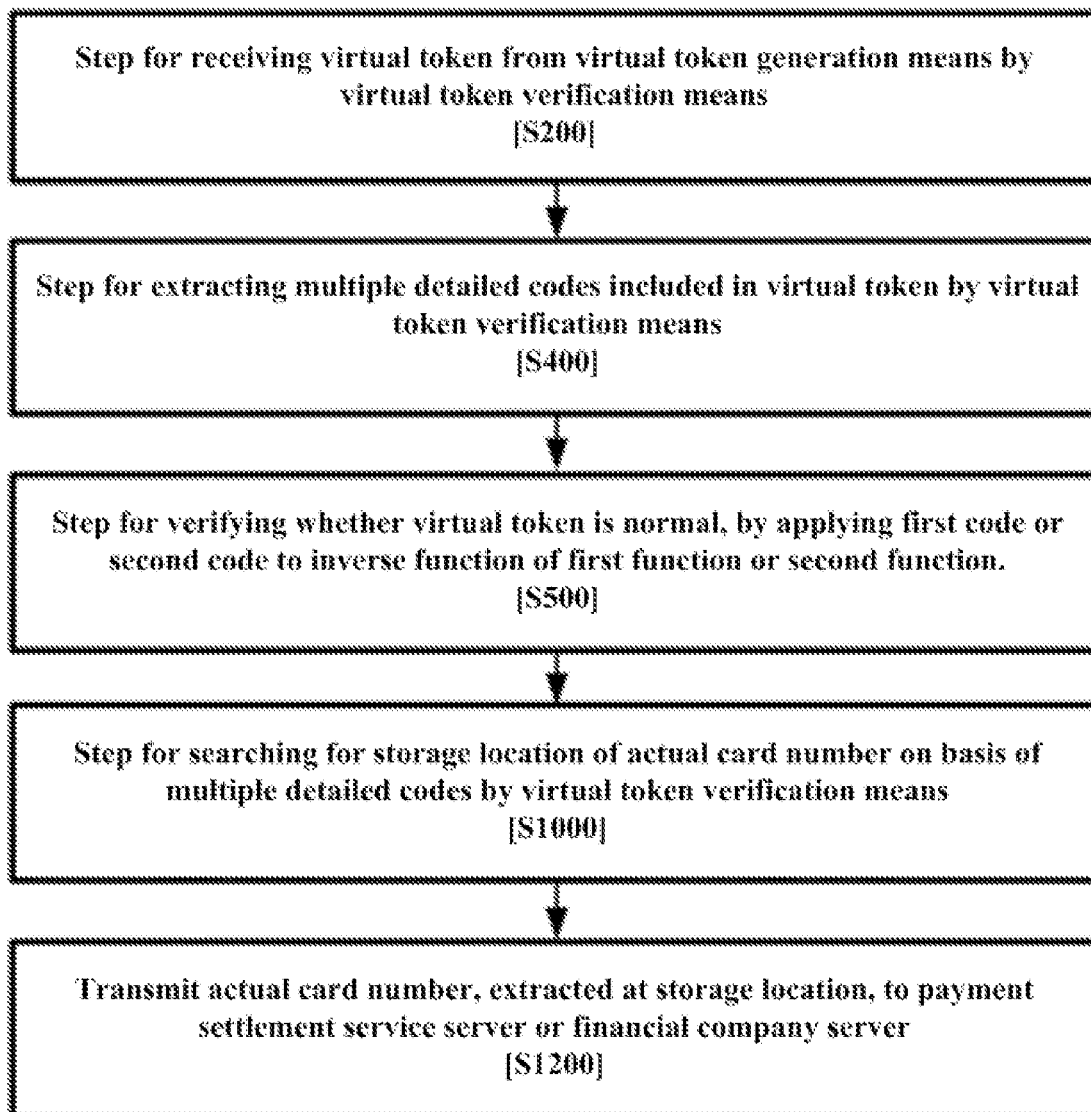 Step for receiving virtual token from virtual token generation means by
virtual token verification means
[S200]
Step for extracting multiple detailed codes included in virtual token by virtual
token verification means
[S400]
Step for verifying whether virtual token is normal, by applying first code or
second code to inverse function of first function or second function.
[S500]
Step for searching for storage location of actual card number on basis of
multiple detailed codes by virtual token verification means
[S1000]
Transmit actual card number, extracted at storage location, to payment
settlement service server or financial company server
[S1200]